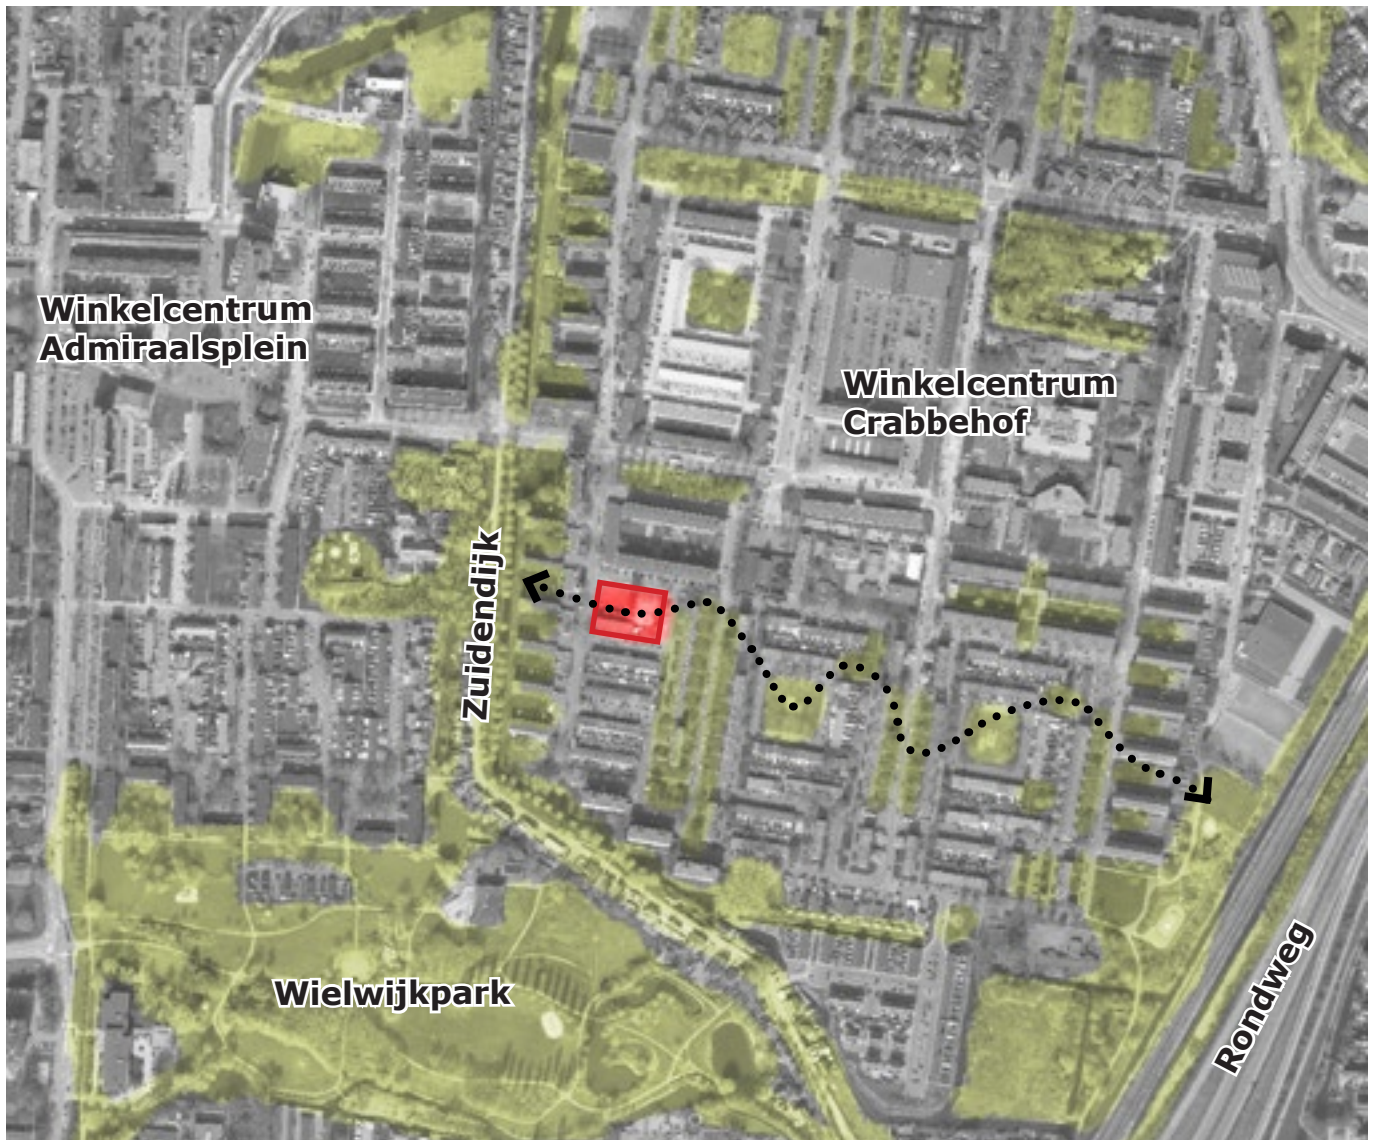 Winkelcentrum
Admiraalsplein
Winkelcentrum
Crabbehof
Zuidendijk
Wielwijkpark
Rondweg